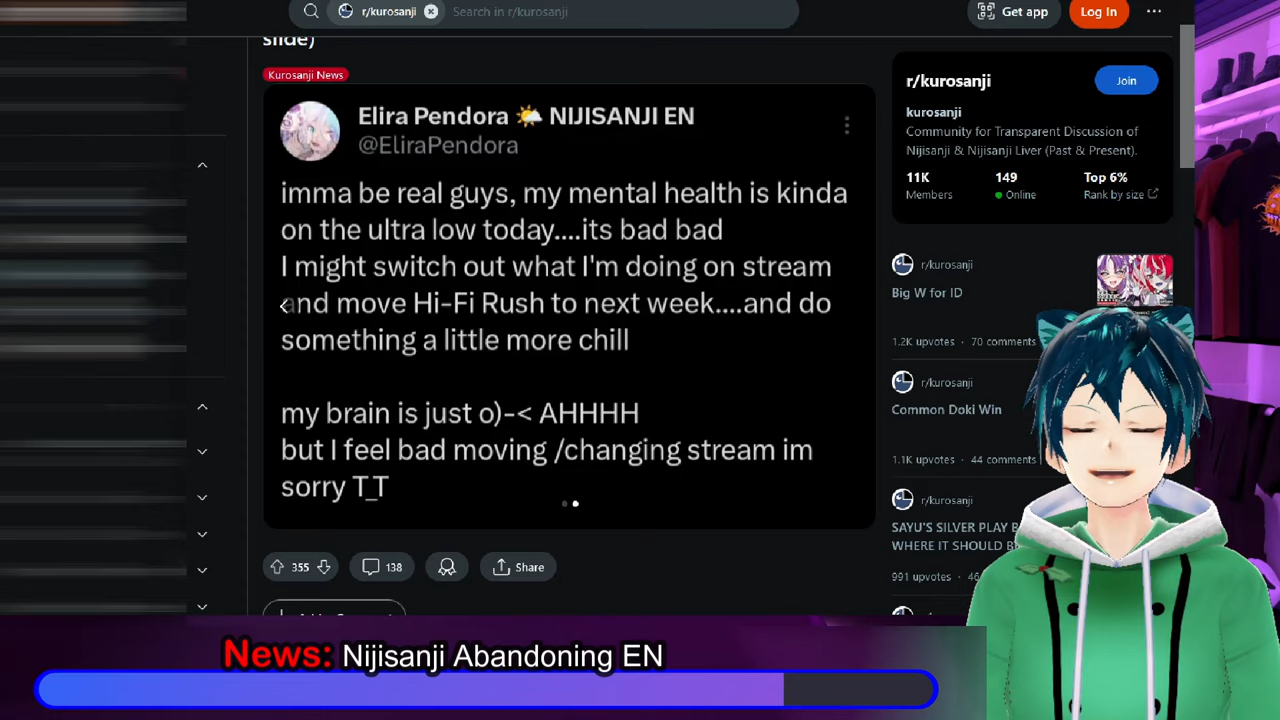 r/kurosanji
Search in r/kurosanji
Get app
Log In
slide)
Kurosanji News
Elira Pendora 🌤️ NIJISANJI EN
@EliraPendora
imma be real guys, my mental health is kinda
on the ultra low today....its bad bad
I might switch out what I'm doing on stream
and move Hi-Fi Rush to next week....and do
something a little more chill
my brain is just o)-< AHHHH
but I feel bad moving /changing stream im
sorry T_T
355
138
Share
r/kurosanji
Join
kurosanji
Community for Transparent Discussion of
Nijisanji & Nijisanji Liver (Past & Present).
11K
149
Top 6%
Members
Online
Rank by size
r/kurosanji
Big W for ID
1.2K upvotes • 70 comments
r/kurosanji
Common Doki Win
1.1K upvotes • 44 comments
r/kurosanji
SAYU'S SILVER PLAY
WHERE IT SHOULD
991 upvotes •
News: Nijisanji Abandoning EN